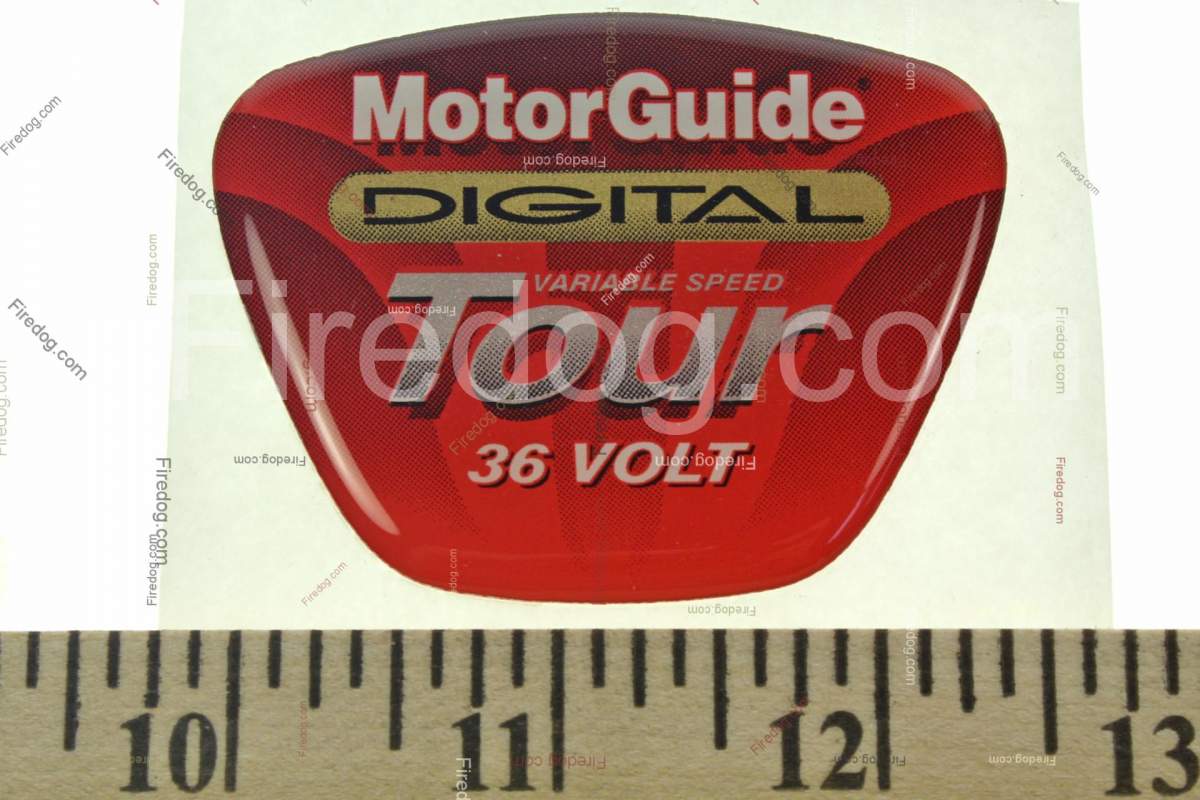 MotorGuide
DIGITAL
VARIABLE SPEED
Tour
36 VOLT
Firedog.com
10 11 12 13